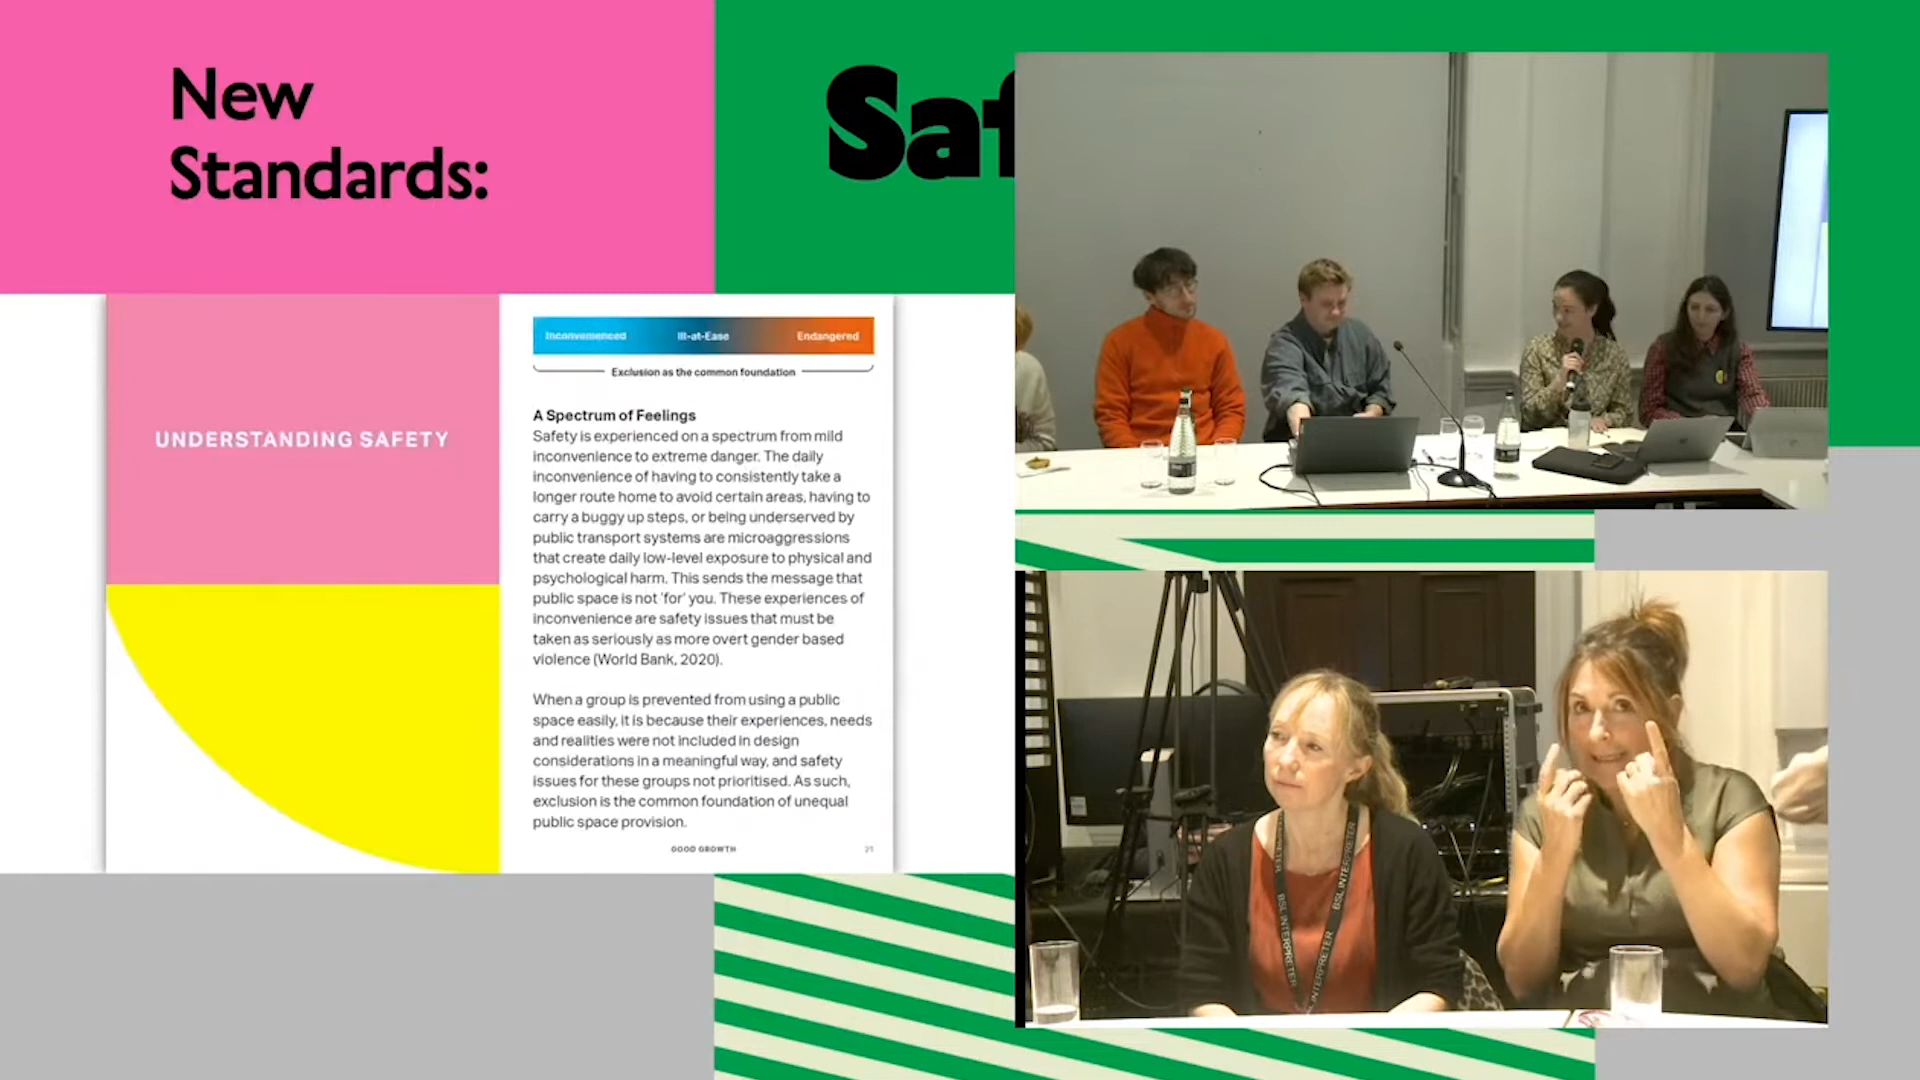 New
Standards:
Saf
UNDERSTANDING SAFETY
Inconvenienced Ill-at-Ease Endangered
Exclusion as the common foundation
A Spectrum of Feelings
Safety is experienced on a spectrum from mild
inconvenience to extreme danger. The daily
inconvenience of having to consistently take a
longer route home to avoid certain areas, having to
carry a buggy up steps, or being underserved by
public transport systems are microaggressions
that create daily low-level exposure to physical and
psychological harm. This sends the message that
public space is not 'for' you. These experiences of
inconvenience are safety issues that must be
taken as seriously as more overt gender based
violence (World Bank, 2020).
When a group is prevented from using a public
space easily, it is because their experiences, needs
and realities were not included in design
considerations in a meaningful way, and safety
issues for these groups not prioritised. As such,
exclusion is the common foundation of unequal
public space provision.
GOOD GROWTH
21
BSL INTERPRETER
BSL INTERPRETER